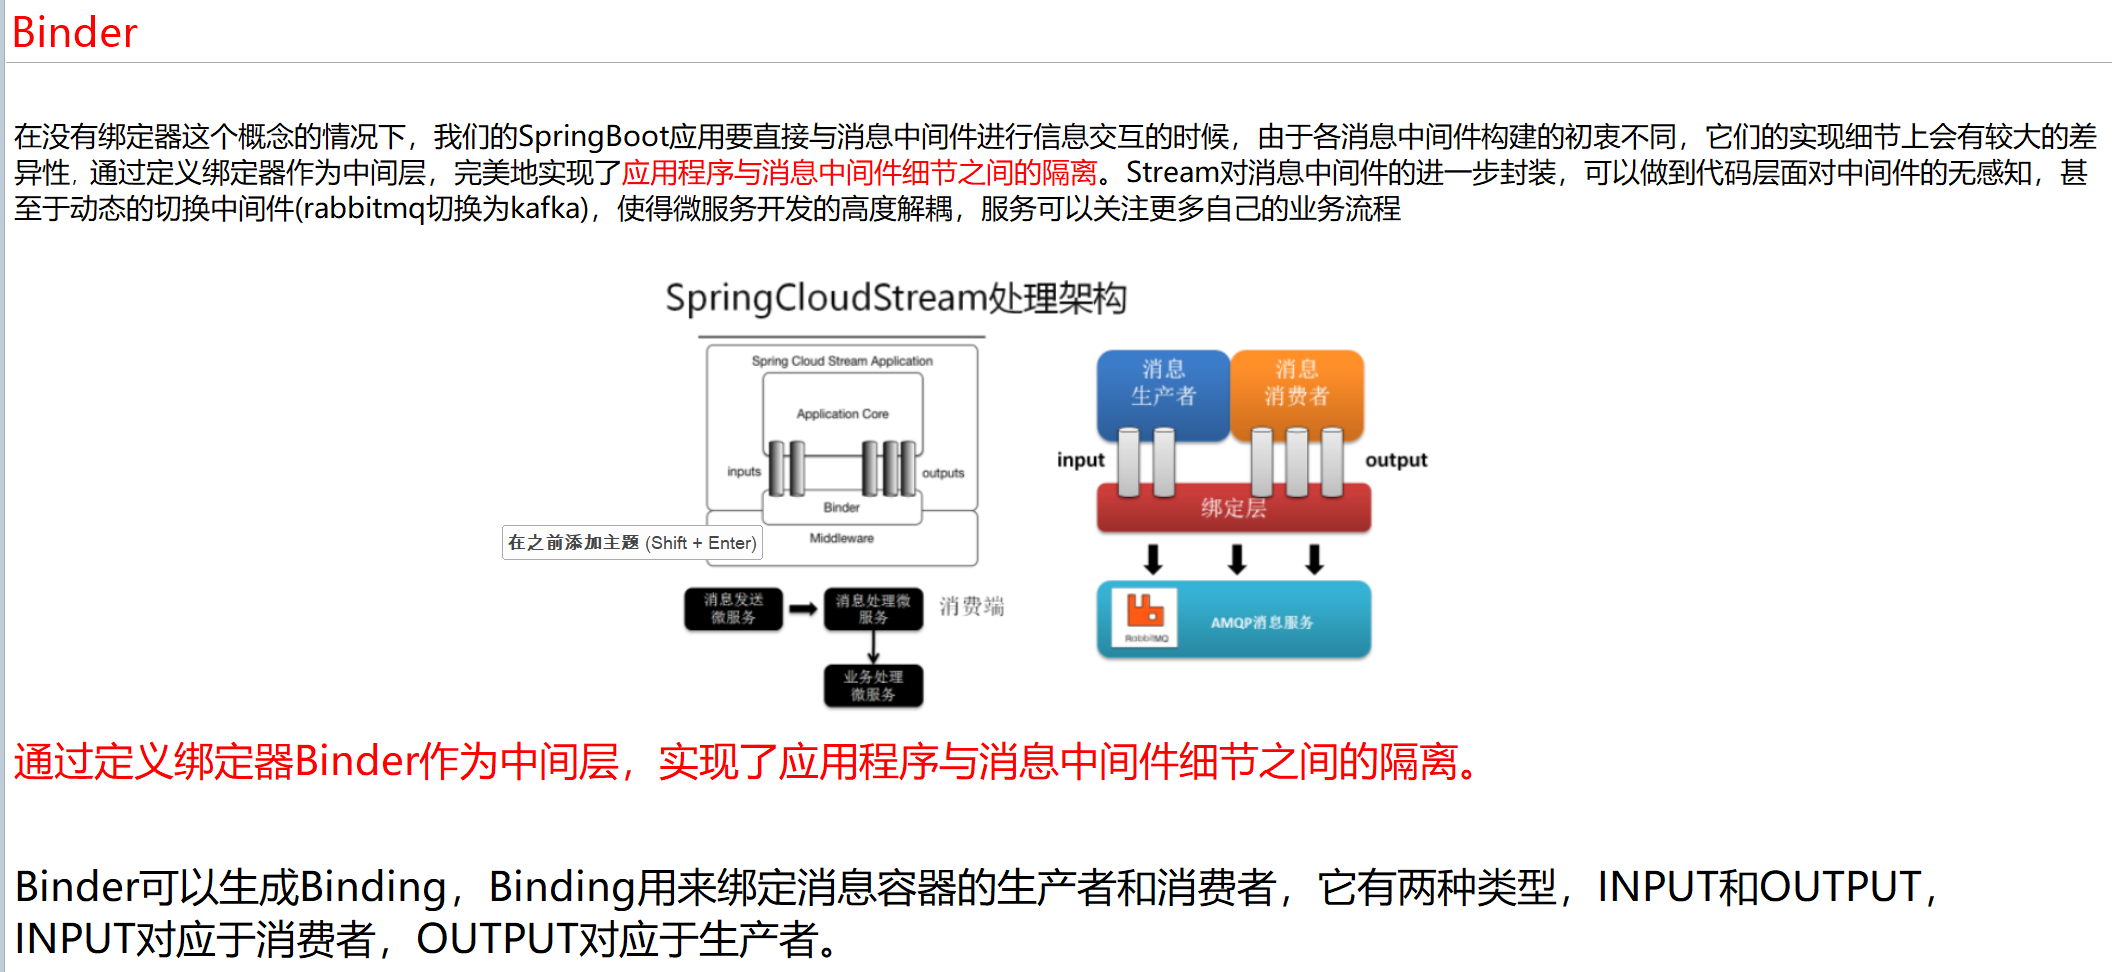 Binder
在没有绑定器这个概念的情况下，我们的SpringBoot应用要直接与消息中间件进行信息交互的时候，由于各消息中间件构建的初衷不同，它们的实现细节上会有较大的差
异性，通过定义绑定器作为中间层，完美地实现了应用程序与消息中间件细节之间的隔离。Stream对消息中间件的进一步封装，可以做到代码层面对中间件的无感知，甚
至于动态的切换中间件(rabbitmq切换为kafka)，使得微服务开发的高度解耦，服务可以关注更多自己的业务流程
SpringCloudStream处理架构
Spring Cloud Stream Application
Application Core
inputs
outputs
Binder
Middleware
在之前添加主题 (Shift + Enter)
消息发送
微服务
消息处理微
服务
消费端
业务处理
微服务
消息
生产者
消息
消费者
input
output
绑定层
RabbitMQ
AMQP消息服务
通过定义绑定器Binder作为中间层，实现了应用程序与消息中间件细节之间的隔离。
Binder可以生成Binding，Binding用来绑定消息容器的生产者和消费者，它有两种类型，INPUT和OUTPUT，
INPUT对应于消费者，OUTPUT对应于生产者。